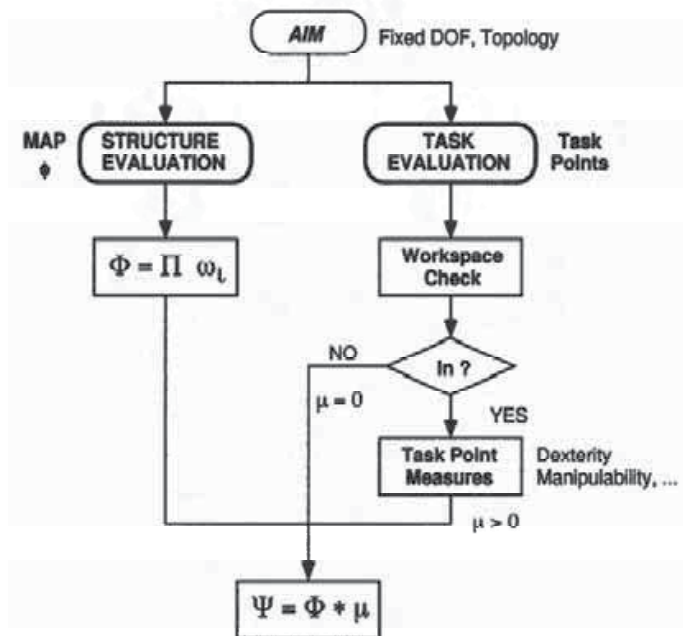 AIM
Fixed DOF, Topology
MAP
ϕ
STRUCTURE
EVALUATION
TASK
EVALUATION
Task
Points
Φ = Π ω_ι
Workspace
Check
In ?
NO
μ = 0
YES
Task Point
Measures
Dexterity
Manipulability, ...
μ > 0
Ψ = Φ * μ